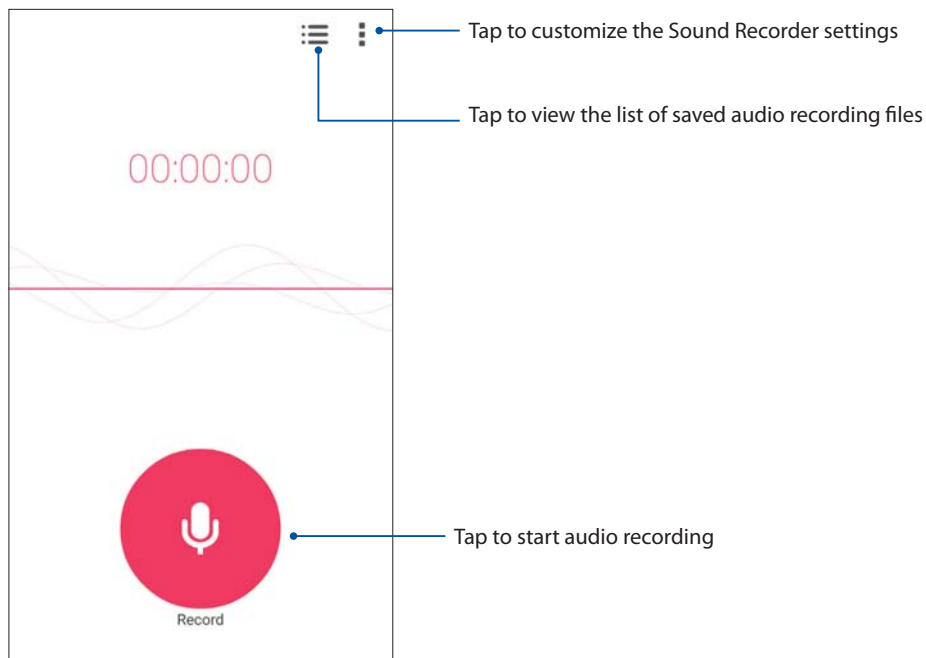 Tap to customize the Sound Recorder settings
Tap to view the list of saved audio recording files
00:00:00
Tap to start audio recording
Record